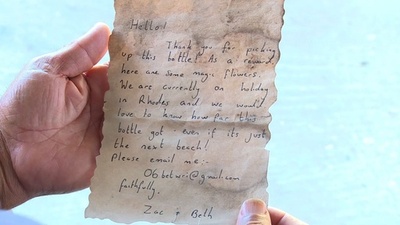 Hello!
Thank you for picking
up this bottle! As a reward
here are some magic flowers.
We are currently on holiday
in Rhodes and we would
love to know how far this
bottle got - even if its just
the next beach!
Please email me:-
@gmail.com
faithfully,
Zac & Beth